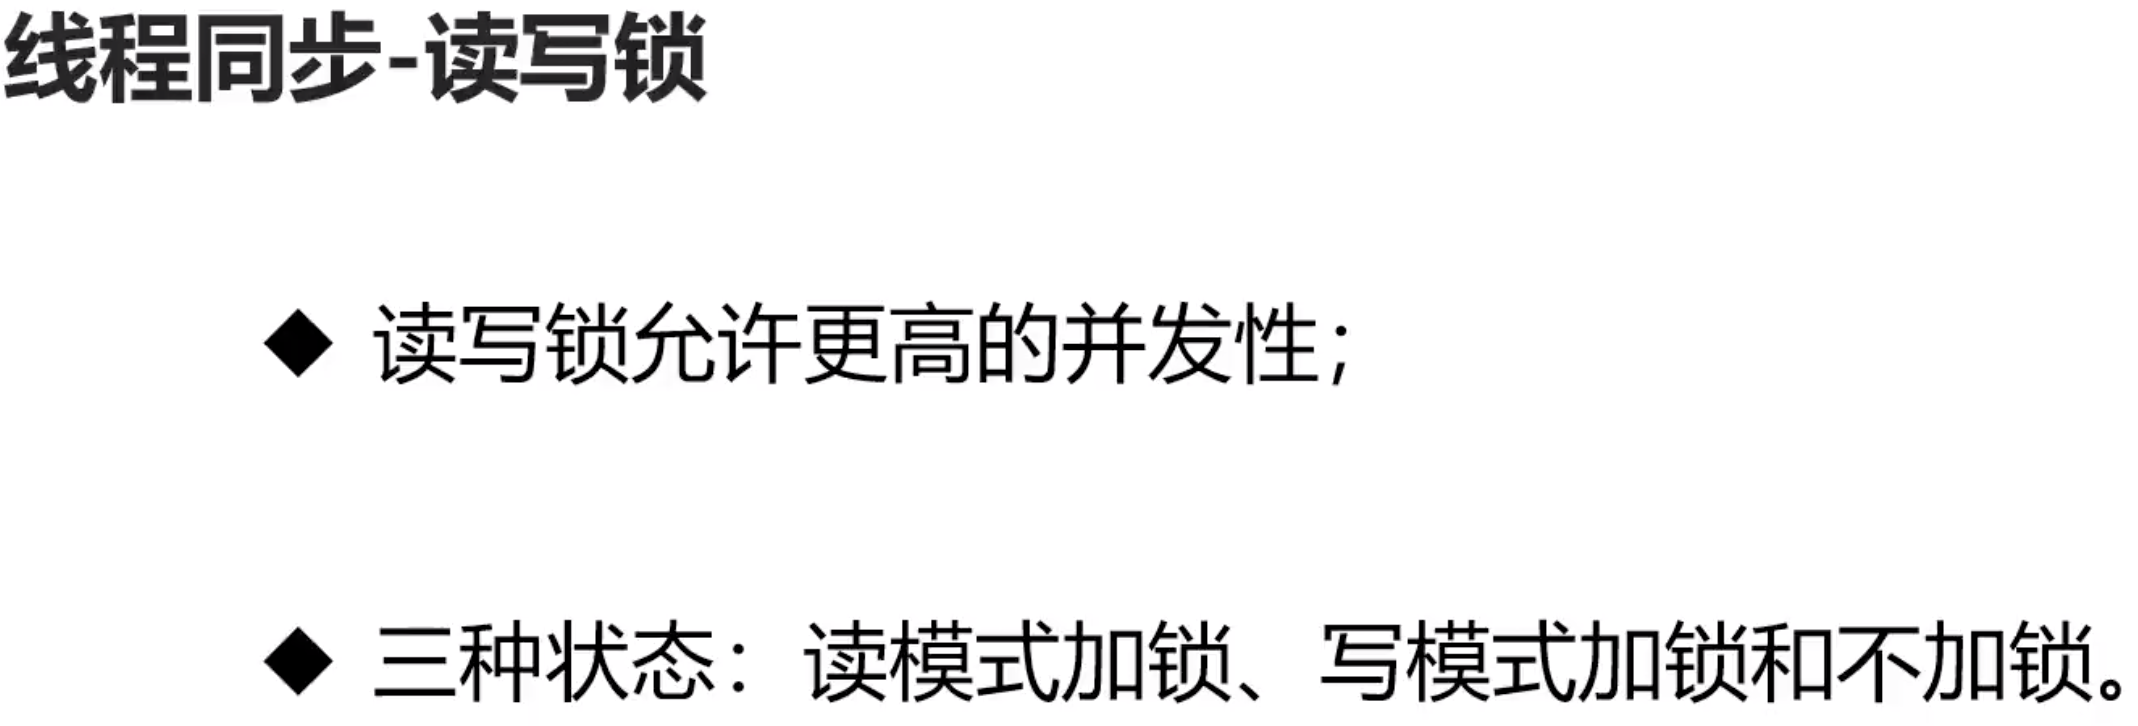 线程同步-读写锁
◆ 读写锁允许更高的并发性；
◆ 三种状态：读模式加锁、写模式加锁和不加锁。